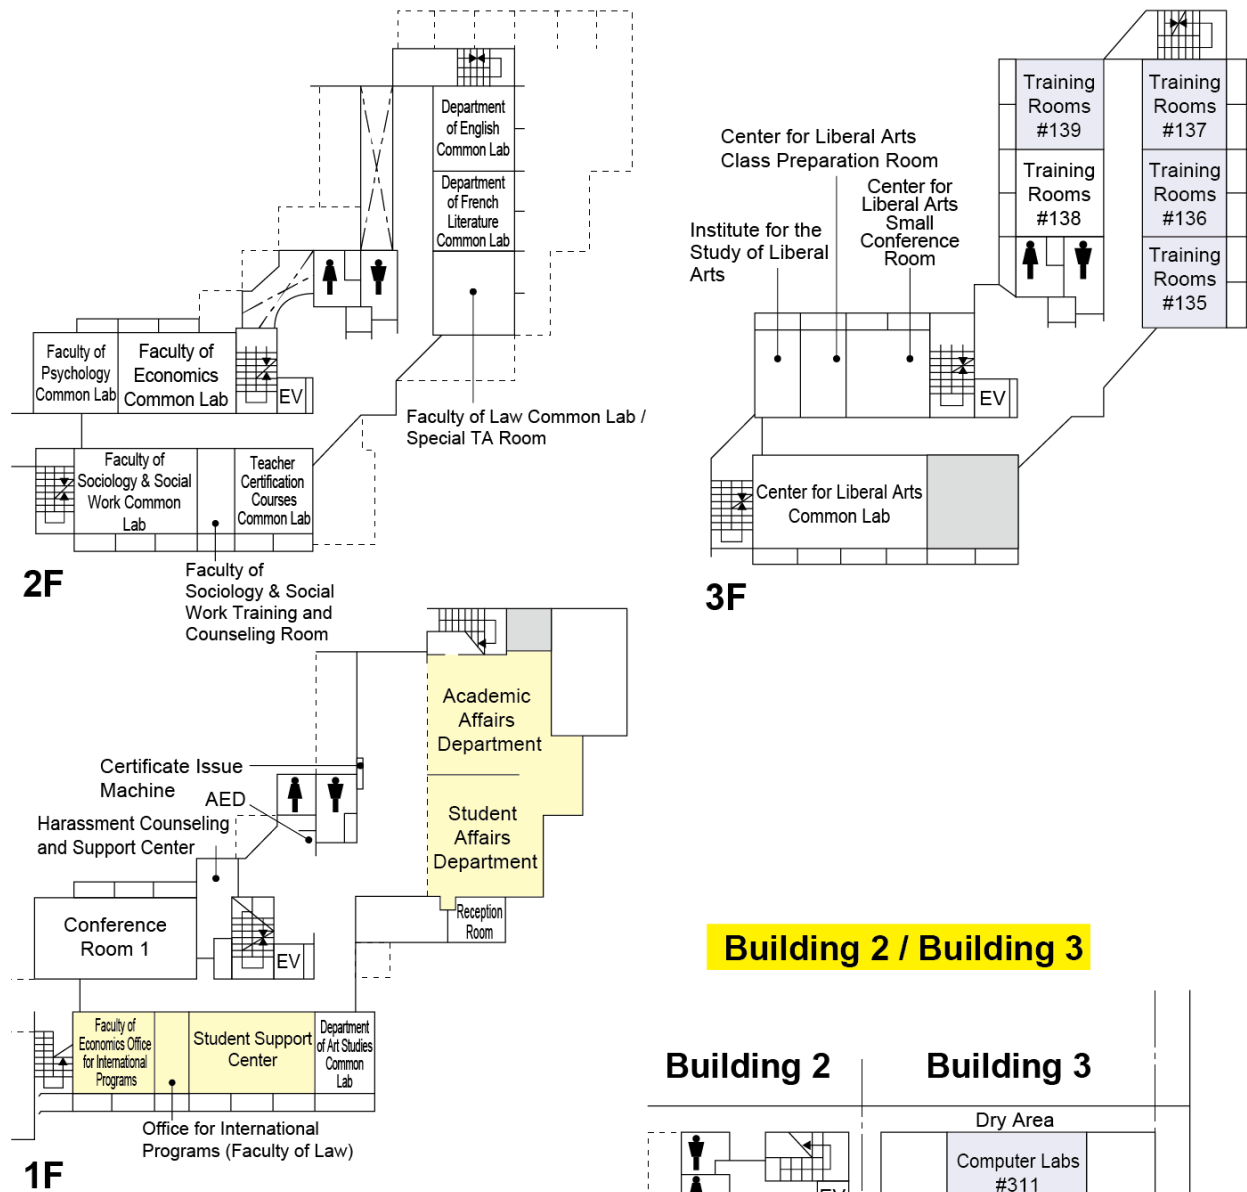 Department
of English
Common Lab
Department
of French
Literature
Common Lab
Faculty of
Psychology
Common Lab
Faculty of
Economics
Common Lab
EV
Faculty of Law Common Lab /
Special TA Room
Faculty of
Sociology & Social
Work Common
Lab
Teacher
Certification
Courses
Common Lab
Faculty of
Sociology & Social
Work Training and
Counseling Room
2F
Training
Rooms
#139
Training
Rooms
#137
Training
Rooms
#138
Training
Rooms
#136
Training
Rooms
#135
Center for Liberal Arts
Class Preparation Room
Center for
Liberal Arts
Small
Conference
Room
Institute for the
Study of Liberal
Arts
EV
Center for Liberal Arts
Common Lab
3F
Academic
Affairs
Department
Certificate Issue
Machine
AED
Harassment Counseling
and Support Center
Student
Affairs
Department
Conference
Room 1
Reception
Room
EV
Faculty of
Economics Office
for International
Programs
Student Support
Center
Department
of Art Studies
Common
Lab
Office for International
Programs (Faculty of Law)
1F
Building 2 / Building 3
Building 2
Building 3
Dry Area
Computer Labs
#311
EV